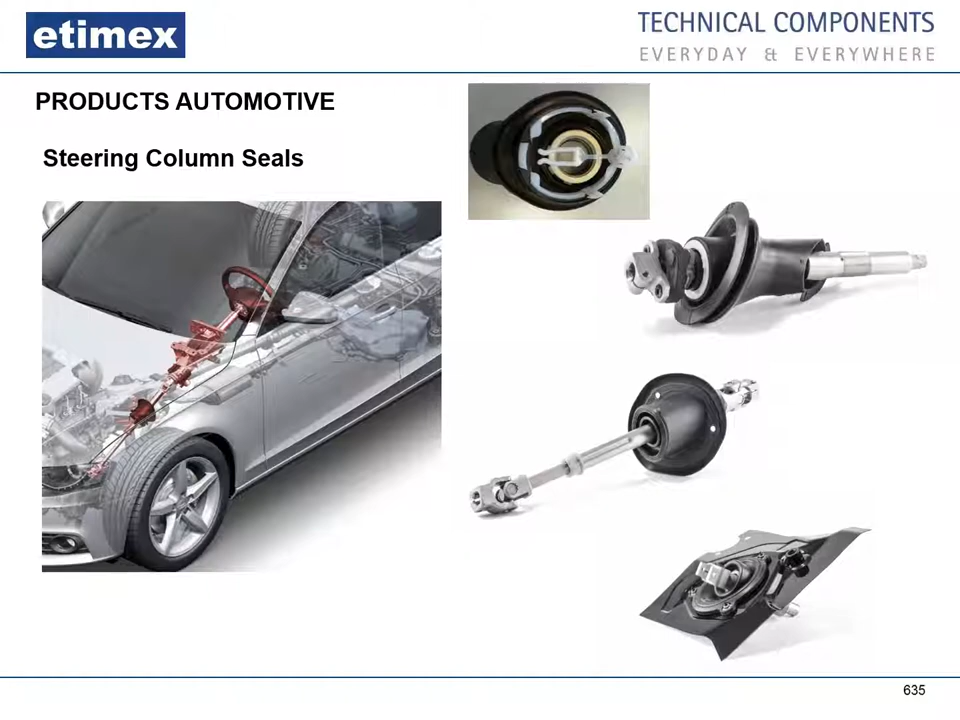 etimex
TECHNICAL COMPONENTS
EVERYDAY & EVERYWHERE
PRODUCTS AUTOMOTIVE
Steering Column Seals
635